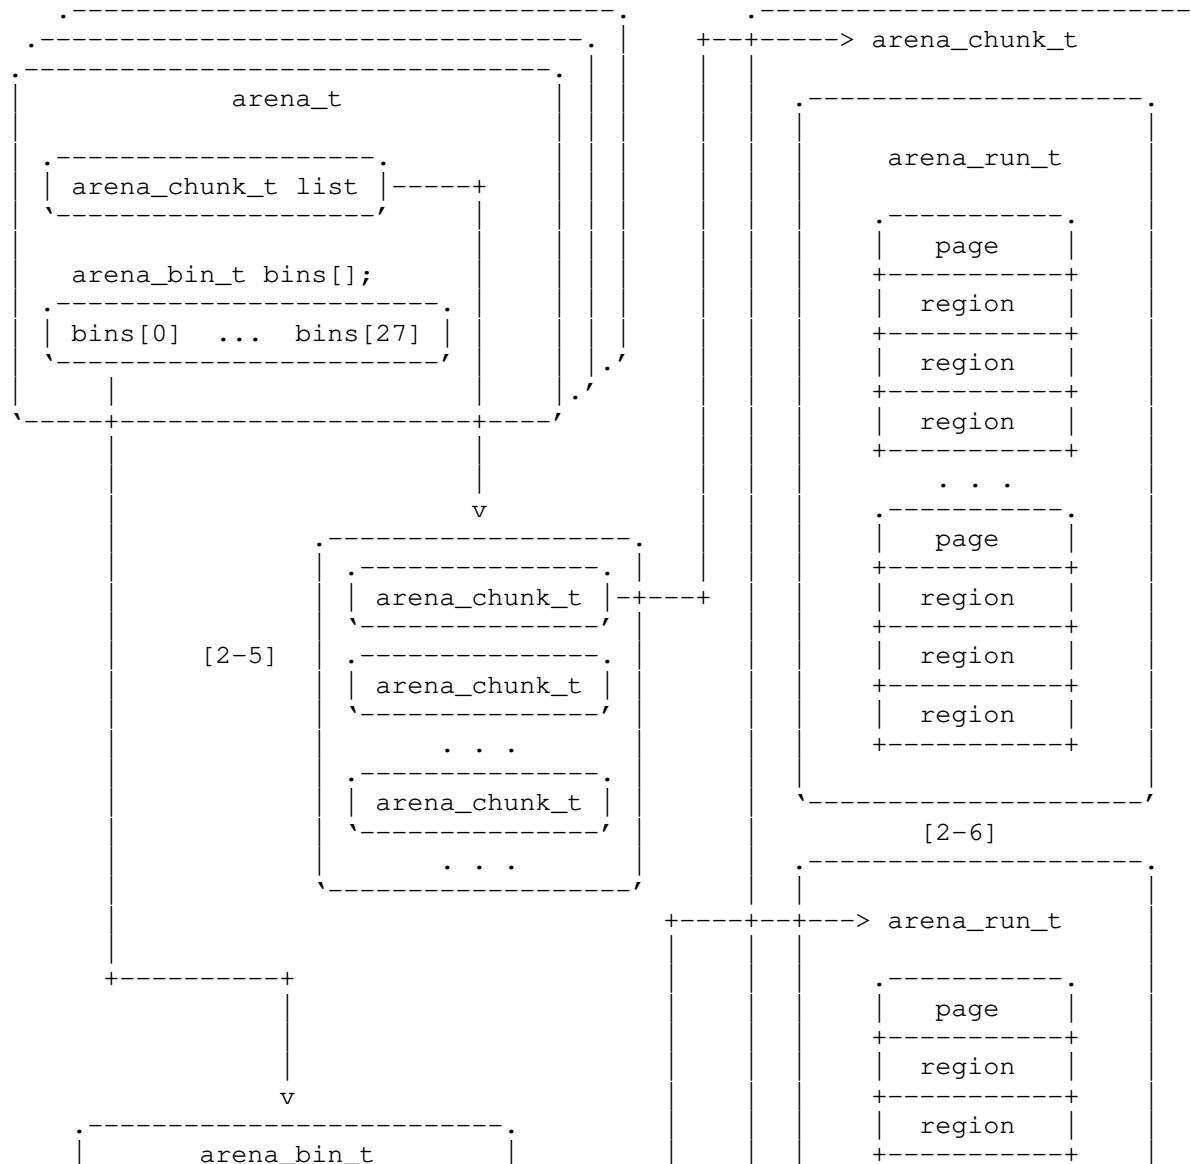 arena_t
arena_chunk_t list
arena_bin_t bins[];
bins[0] ... bins[27]
arena_chunk_t
[2-5]
arena_chunk_t
. . .
arena_chunk_t
. . .
arena_bin_t
arena_chunk_t
arena_run_t
page
region
region
region
. . .
page
region
region
region
[2-6]
arena_run_t
page
region
region